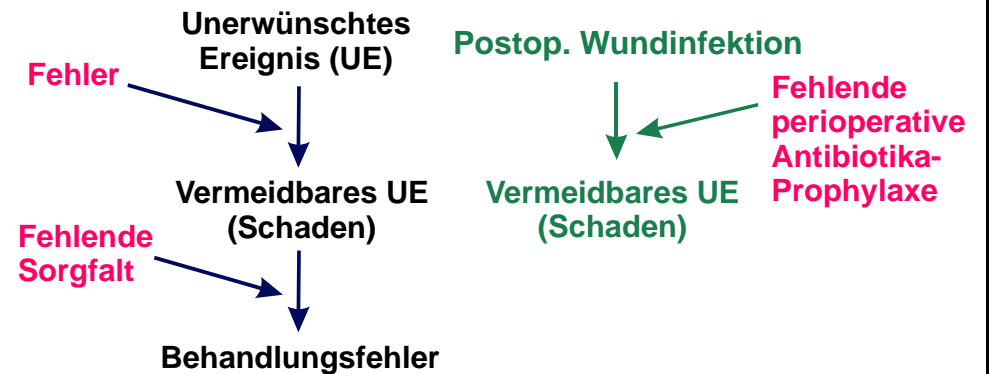 Unerwünschtes
Ereignis (UE)
Fehler
Vermeidbares UE
(Schaden)
Fehlende
Sorgfalt
Behandlungsfehler
Postop. Wundinfektion
Fehlende
perioperative
Antibiotika-
Prophylaxe
Vermeidbares UE
(Schaden)